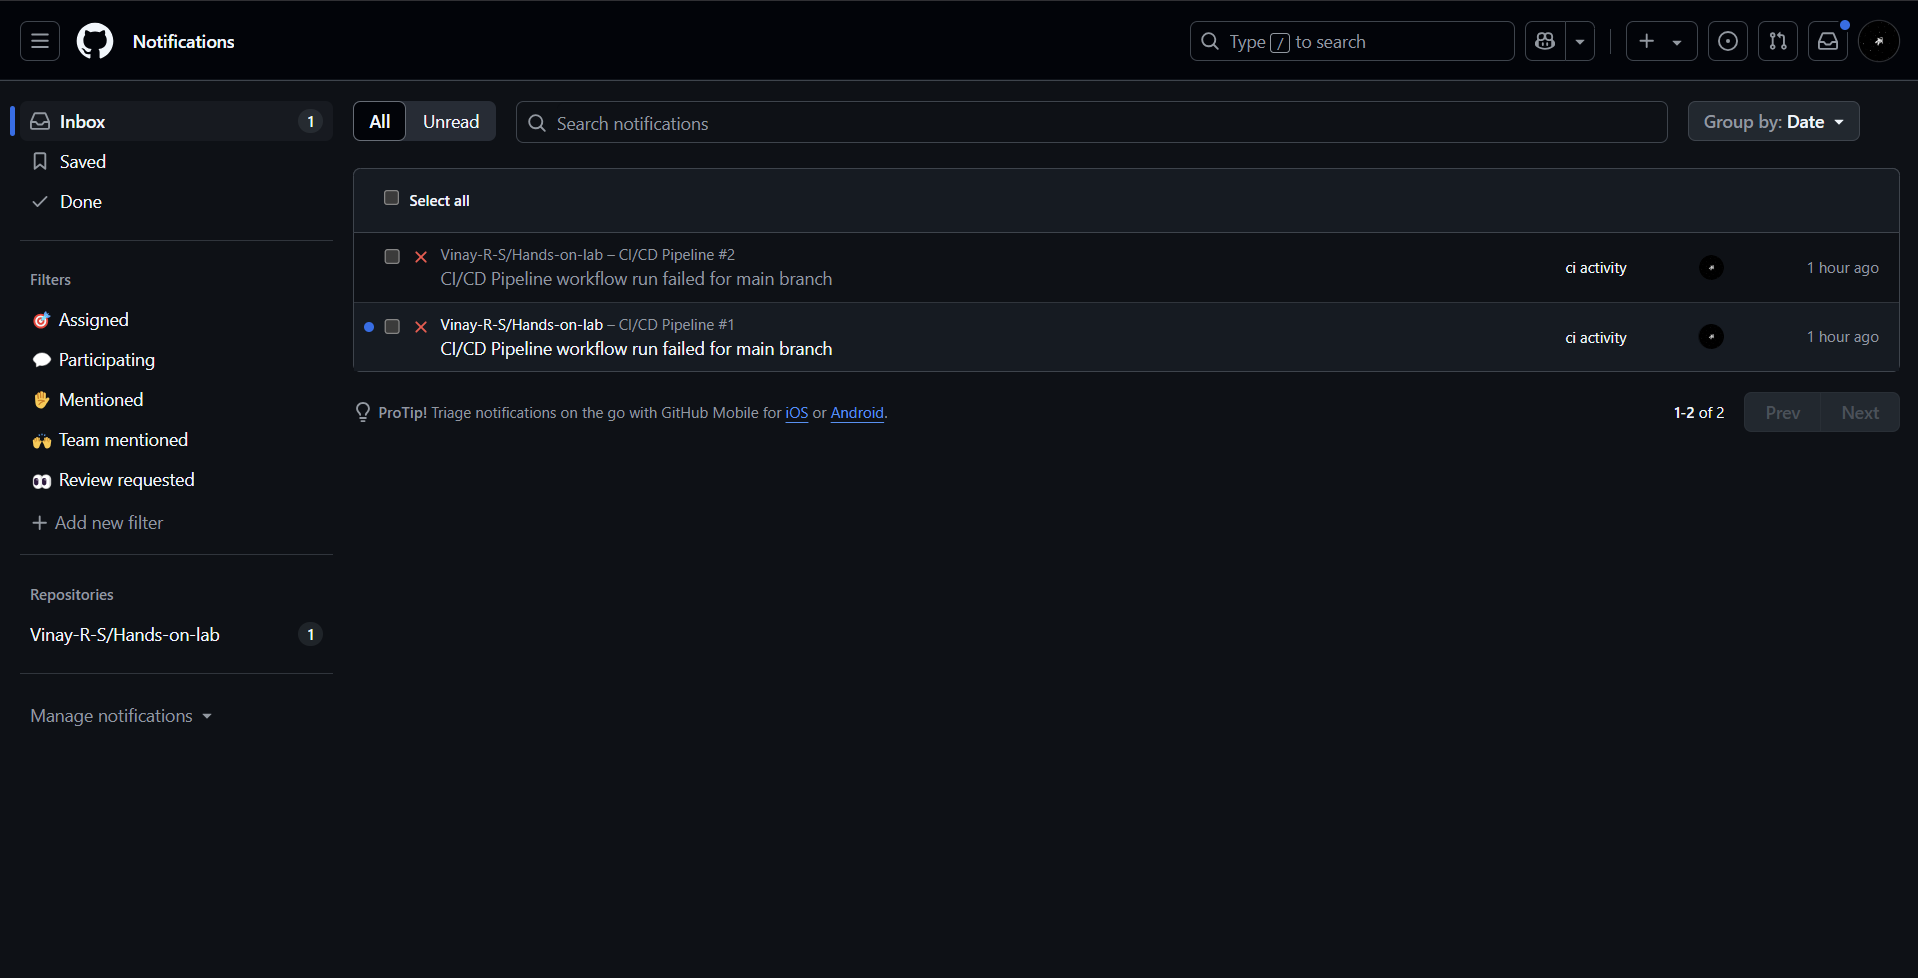 Notifications
Type / to search
Inbox 1
Saved
Done
Filters
Assigned
Participating
Mentioned
Team mentioned
Review requested
Add new filter
Repositories
Vinay-R-S/Hands-on-lab 1
Manage notifications
All Unread
Search notifications
Group by: Date
Select all
Vinay-R-S/Hands-on-lab – CI/CD Pipeline #2
CI/CD Pipeline workflow run failed for main branch
ci activity
1 hour ago
Vinay-R-S/Hands-on-lab – CI/CD Pipeline #1
CI/CD Pipeline workflow run failed for main branch
ci activity
1 hour ago
ProTip! Triage notifications on the go with GitHub Mobile for iOS or Android.
1-2 of 2
Prev Next